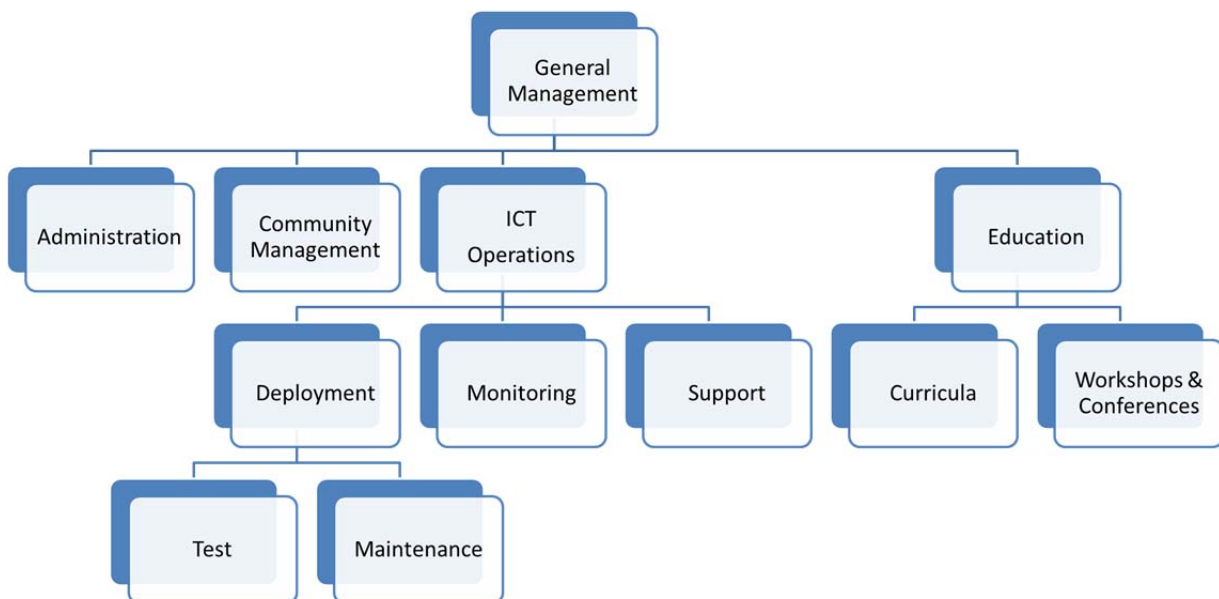 General
Management
Administration
Community
Management
ICT
Operations
Education
Deployment
Monitoring
Support
Curricula
Workshops &
Conferences
Test
Maintenance